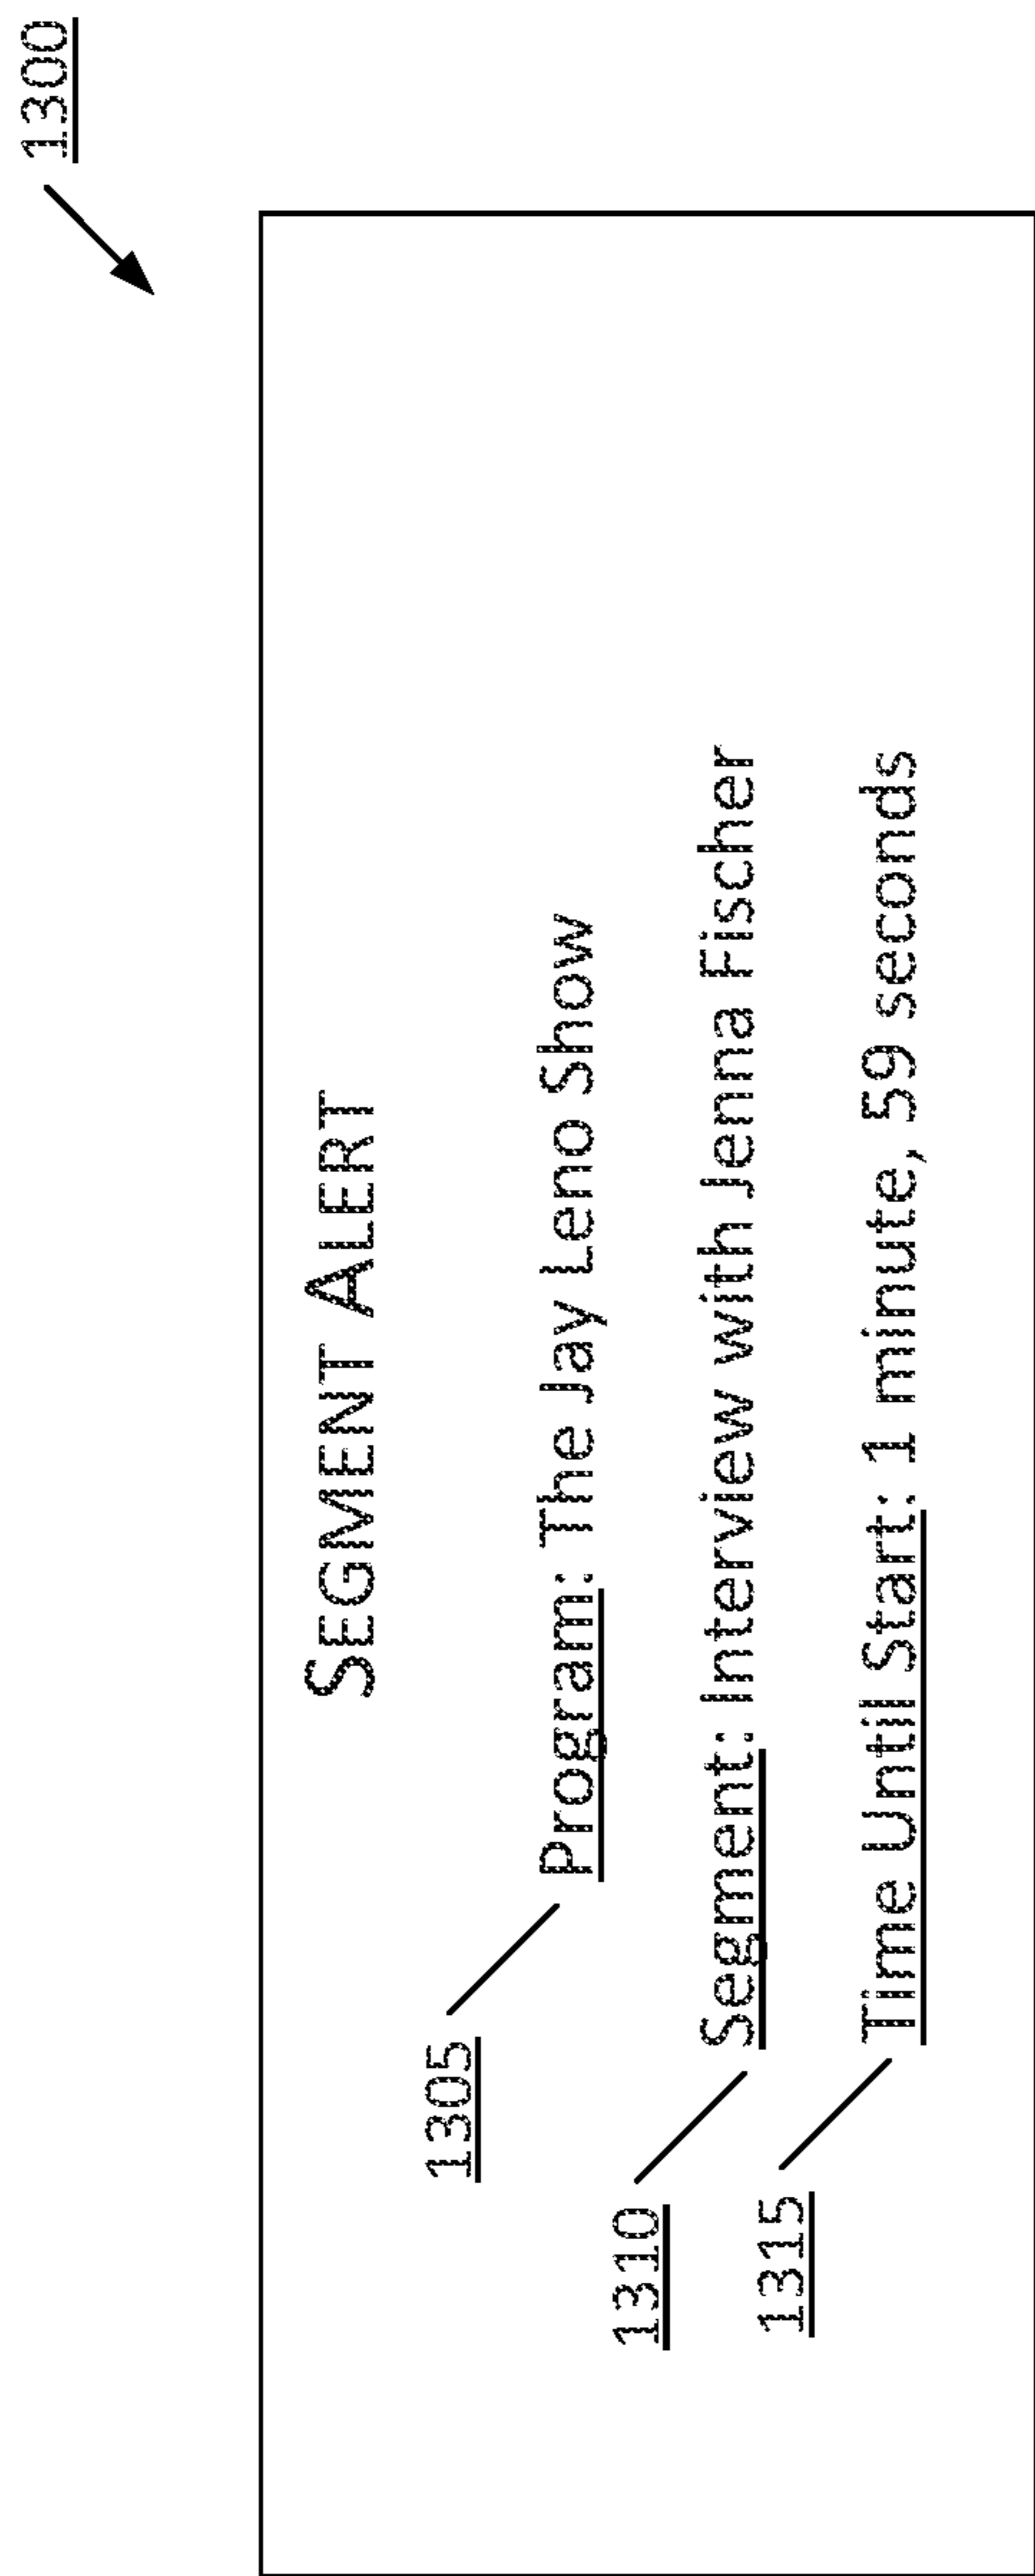 1300
SEGMENT ALERT
1305
Program: The Jay Leno Show
1310
Segment: Interview with Jenna Fischer
1315
Time Until Start: 1 minute, 59 seconds